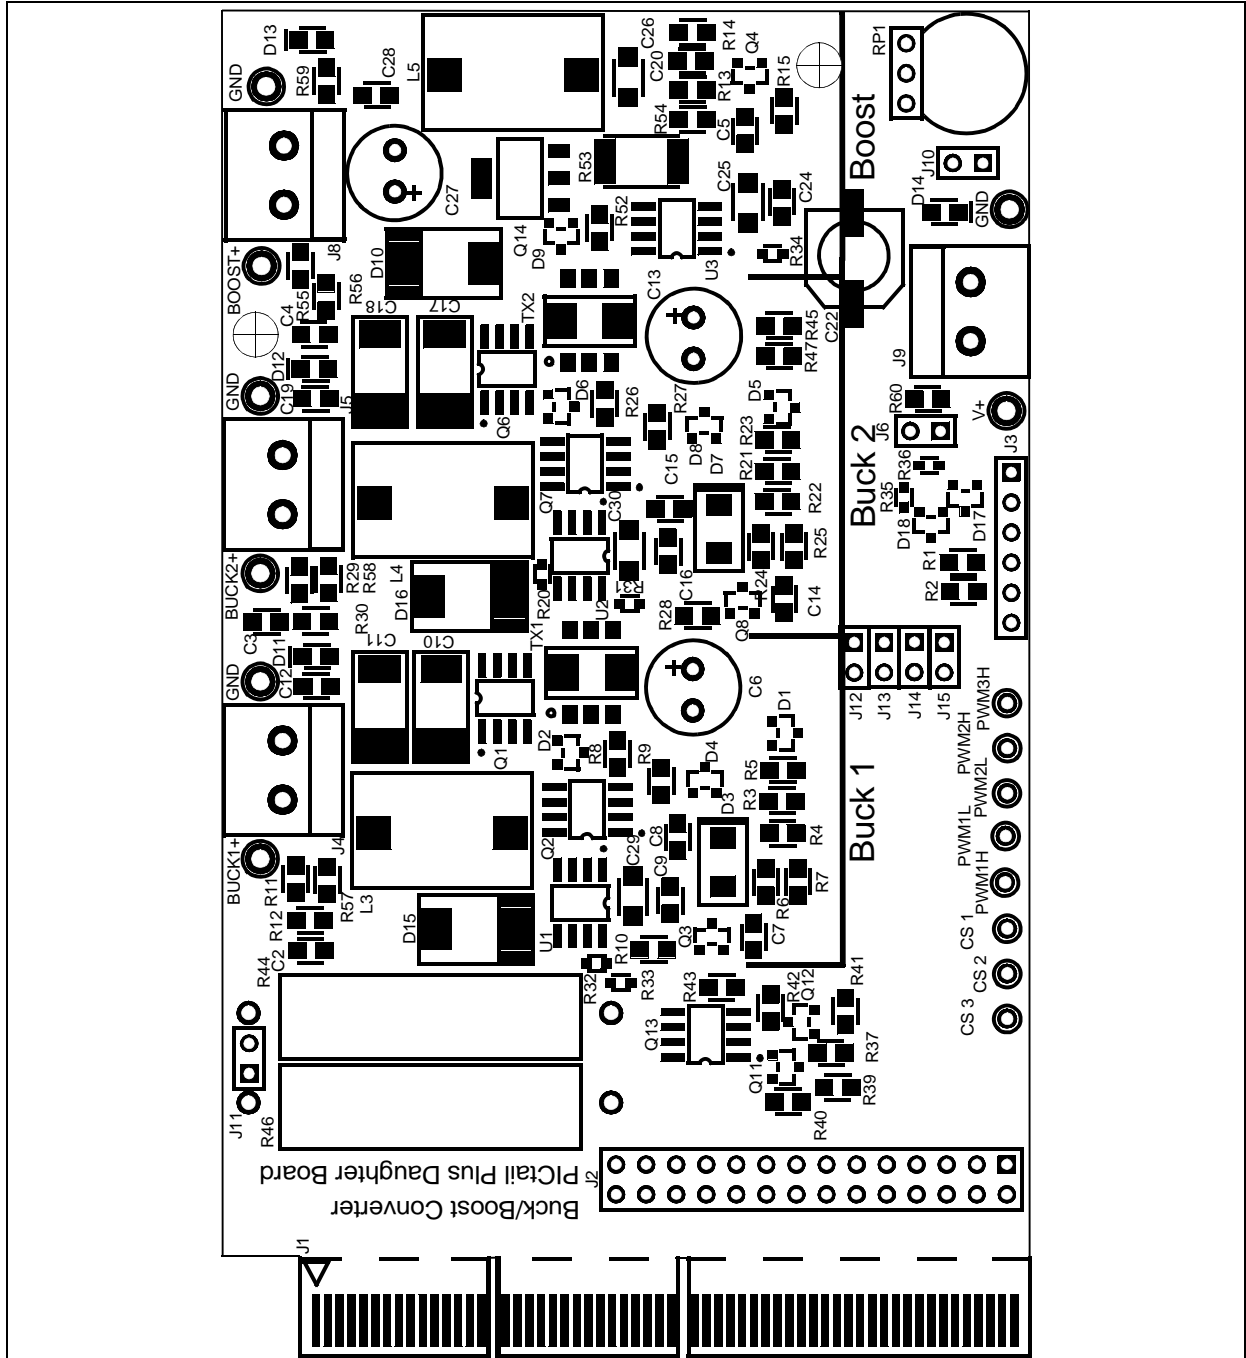 D13
GND
R59
C28
L5
C26
C20
R14
Q4
R13
R54
C5
R15
RP1
Boost
J10
D14
GND
J8
C27
Q14
D9
R53
R52
C25
C24
U3
R34
BOOST+
C4
R55
R56
D10
C18
C17
TX2
C13
R45
R47
C22
J9
D12
GND
C19
J5
Q6
D6
R26
R27
D8
D7
D5
R23
R21
R22
Buck 2
J6
R60
V+
J3
R36
R35
D18
D17
R1
R2
Q7
C30
C15
R25
R24
C14
C16
R28
Q8
BUCK2+
R29
R58
R30
C3
D11
L4
D16
R20
U2
R31
TX1
GND
C12
C11
C10
Q1
D2
R8
R9
C6
D1
D4
D3
R5
R3
R4
Buck 1
J12
J13
J14
J15
PWM3H
PWM2H
PWM2L
PWM1L
PWM1H
CS 1
CS 2
CS 3
J4
BUCK1+
R11
R57
R12
C2
L3
D15
Q2
U1
C29
C8
C9
R7
R6
C7
Q3
R10
R32
R33
R43
R44
R42
Q12
R41
Q13
Q11
R37
R39
R40
J11
R46
J2
Buck/Boost Converter
PICtail Plus Daughter Board
J1